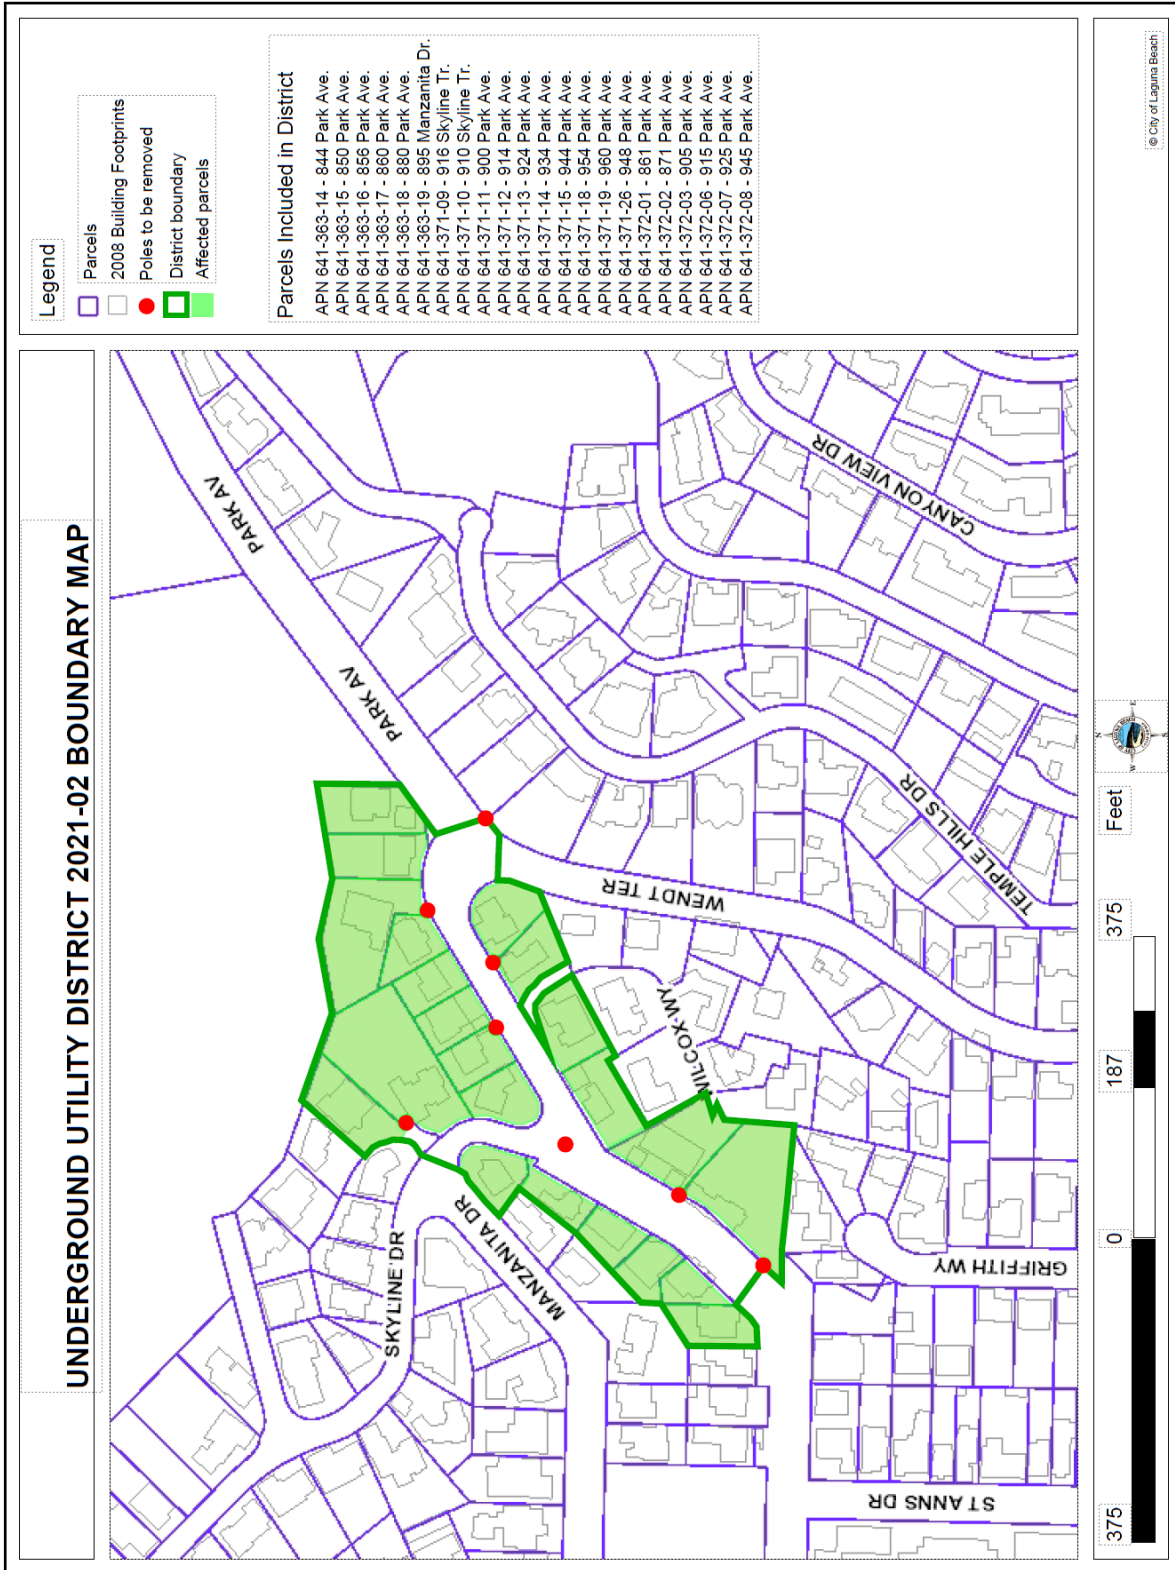 UNDERGROUND UTILITY DISTRICT 2021-02 BOUNDARY MAP
PARK AV
PARK AV
SKYLINE DR
MANZANITA DR
WENDT TER
WILCOX WY
CANYON VIEW DR
TEMPLE HILLS DR
GRIFFITH WY
ST ANNS DR
Legend
Parcels
2008 Building Footprints
Poles to be removed
District boundary
Affected parcels
Parcels Included in District
APN 641-363-14 - 844 Park Ave.
APN 641-363-15 - 850 Park Ave.
APN 641-363-16 - 856 Park Ave.
APN 641-363-17 - 860 Park Ave.
APN 641-363-18 - 880 Park Ave.
APN 641-363-19 - 895 Manzanita Dr.
APN 641-371-09 - 916 Skyline Tr.
APN 641-371-10 - 910 Skyline Tr.
APN 641-371-11 - 900 Park Ave.
APN 641-371-12 - 914 Park Ave.
APN 641-371-13 - 924 Park Ave.
APN 641-371-14 - 934 Park Ave.
APN 641-371-15 - 944 Park Ave.
APN 641-371-18 - 954 Park Ave.
APN 641-371-19 - 960 Park Ave.
APN 641-371-26 - 948 Park Ave.
APN 641-372-01 - 861 Park Ave.
APN 641-372-02 - 871 Park Ave.
APN 641-372-03 - 905 Park Ave.
APN 641-372-06 - 915 Park Ave.
APN 641-372-07 - 925 Park Ave.
APN 641-372-08 - 945 Park Ave.
375 0 187 375 Feet
N
W E
S
© City of Laguna Beach